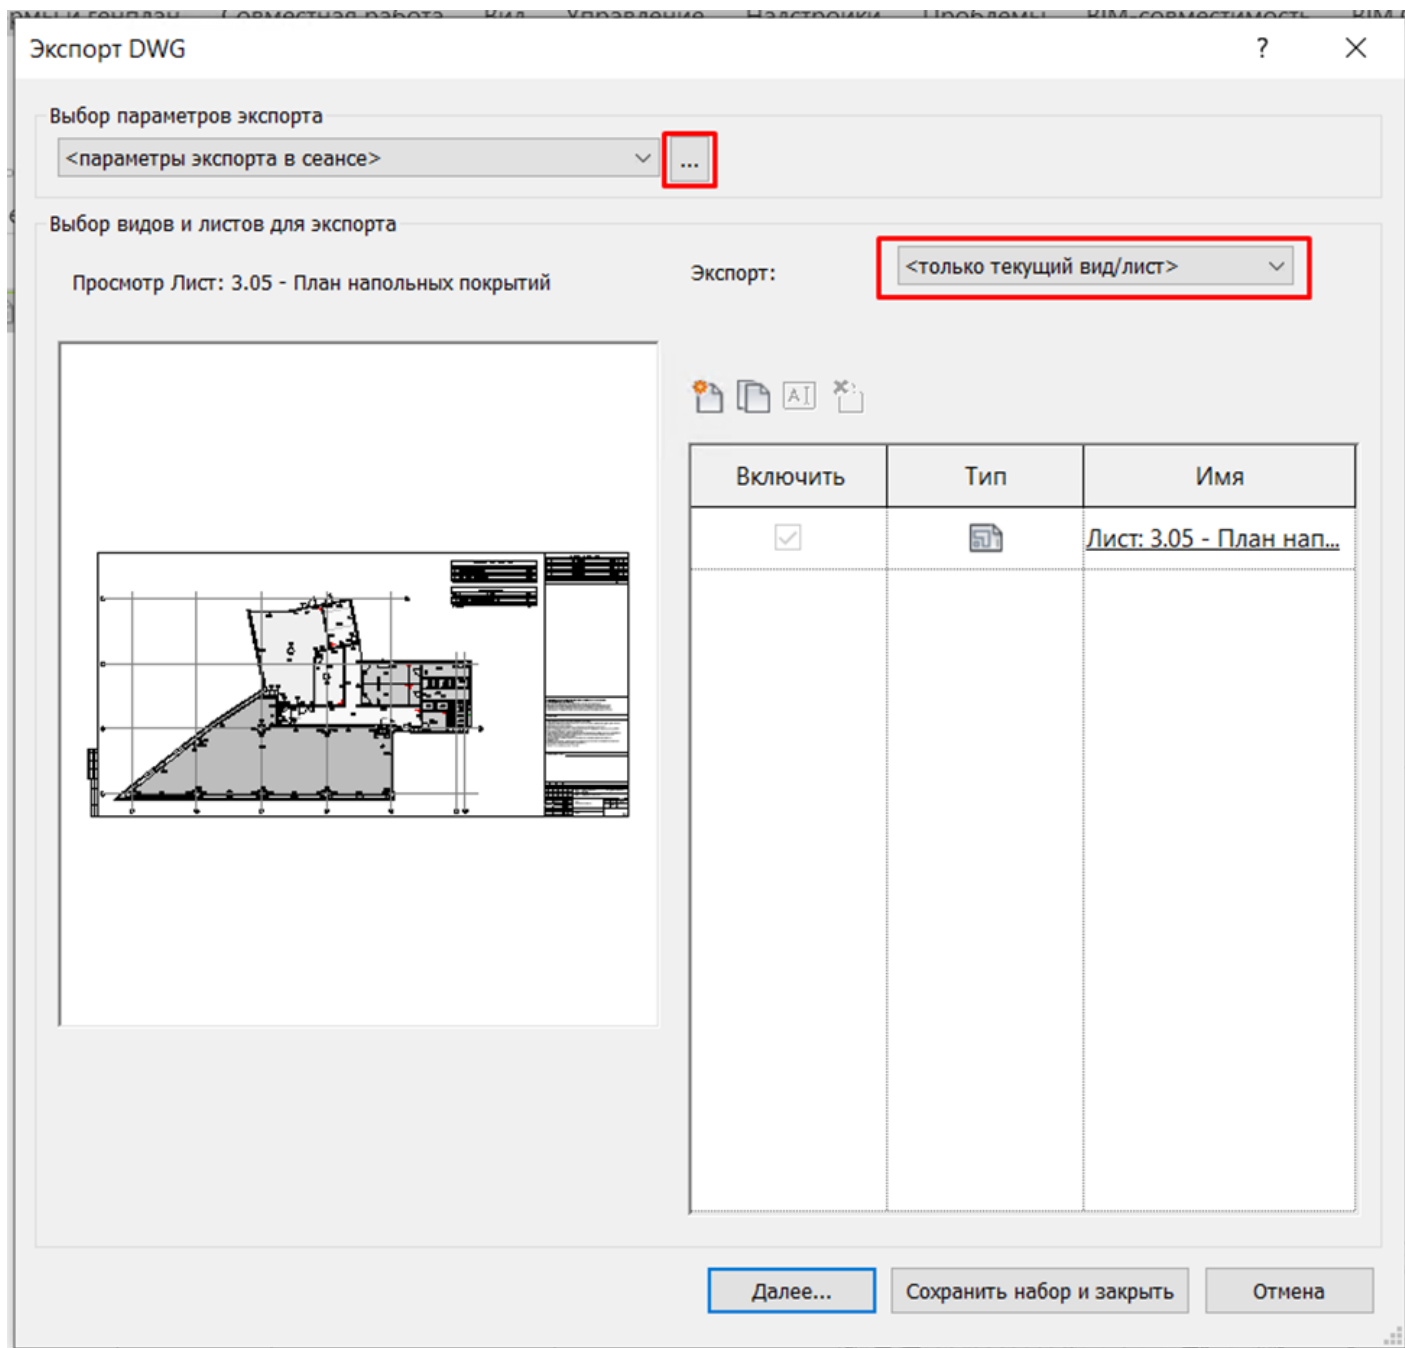 Экспорт DWG
?
Выбор параметров экспорта
<параметры экспорта в сеансе>
...
Выбор видов и листов для экспорта
Просмотр Лист: 3.05 - План напольных покрытий
Экспорт:
<только текущий вид/лист>
Включить
Тип
Имя
Лист: 3.05 - План нап...
Далее...
Сохранить набор и закрыть
Отмена